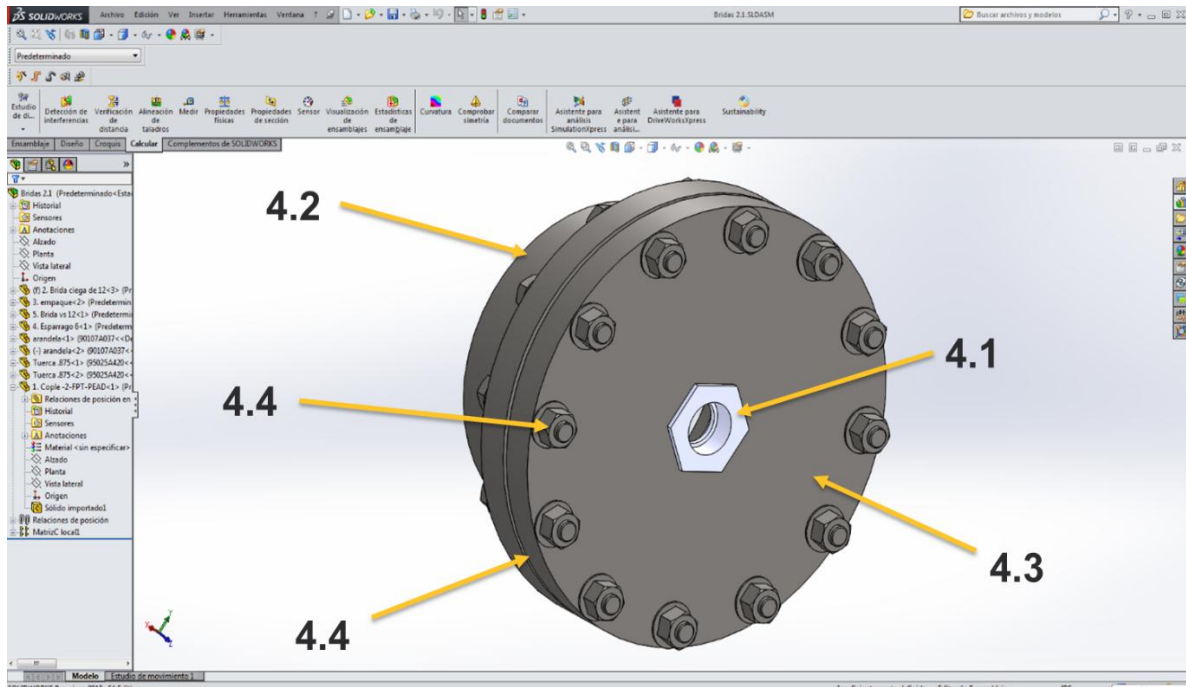 SOLIDWORKS Archivo Edición Ver Insertar Herramientas Ventana ? Bridas 2.1.SLDASM Buscar archivos y modelos
Predeterminado
Estudio de di...
Detección de interferencias
Verificación de distancia
Alineación de taladros
Medir
Propiedades físicas
Propiedades de sección
Sensor
Visualización de ensamblajes
Estadísticas de ensamblaje
Curvatura
Comprobar simetría
Comparar documentos
Asistente para análisis SimulationXpress
Asistent e para análisi...
Asistente para DriveWorksXpress
Sustainability
Ensamblaje Diseño Croquis Calcular Complementos de SOLIDWORKS
Bridas 2.1 (Predeterminado<Esta
Historial
Sensores
Anotaciones
Alzado
Planta
Vista lateral
Origen
(f) 2. Brida ciega de 12<3> (Pr
3. empaque<2> (Predetermin
5. Brida vs 12<1> (Predetermi
4. Esparrago 6<1> (Predeterm
arandela<1> (90107A037<<De
(-) arandela<2> (90107A037<
Tuerca .875<1> (95025A420<
Tuerca .875<2> (95025A420<
1. Cople -2-FPT-PEAD<1> (Pr
Relaciones de posición en
Historial
Sensores
Anotaciones
Material <sin especificar>
Alzado
Planta
Vista lateral
Origen
Sólido importado1
Relaciones de posición
MatrizC local1
4.2
4.1
4.4
4.3
4.4
Modelo Estudio de movimiento 1